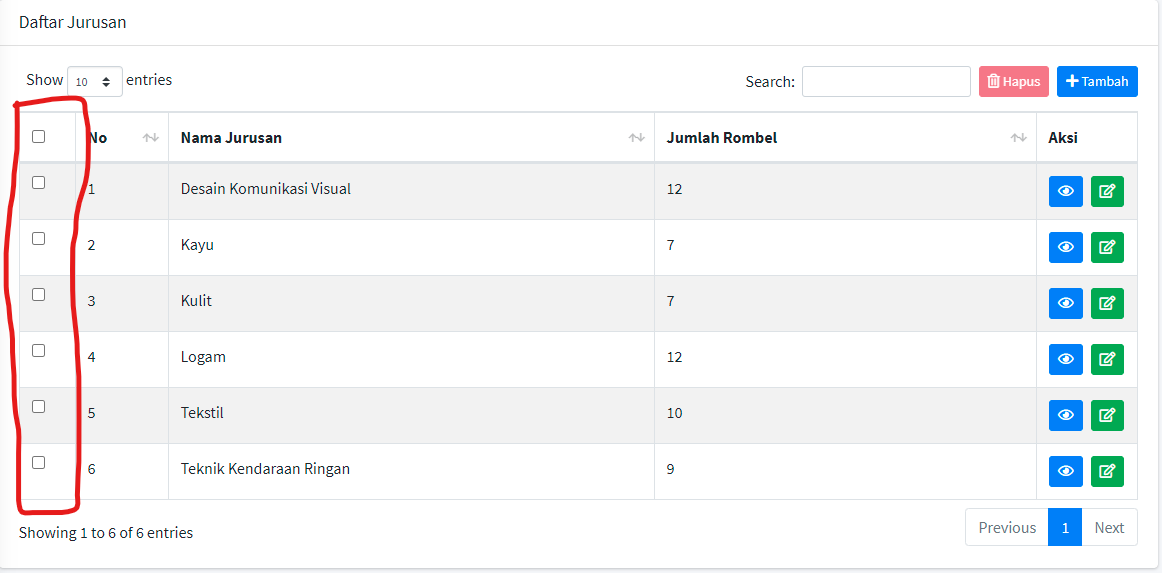 Daftar Jurusan
Show 10 entries Search: Hapus Tambah
No Nama Jurusan Jumlah Rombel Aksi
1 Desain Komunikasi Visual 12
2 Kayu 7
3 Kulit 7
4 Logam 12
5 Tekstil 10
6 Teknik Kendaraan Ringan 9
Showing 1 to 6 of 6 entries Previous 1 Next